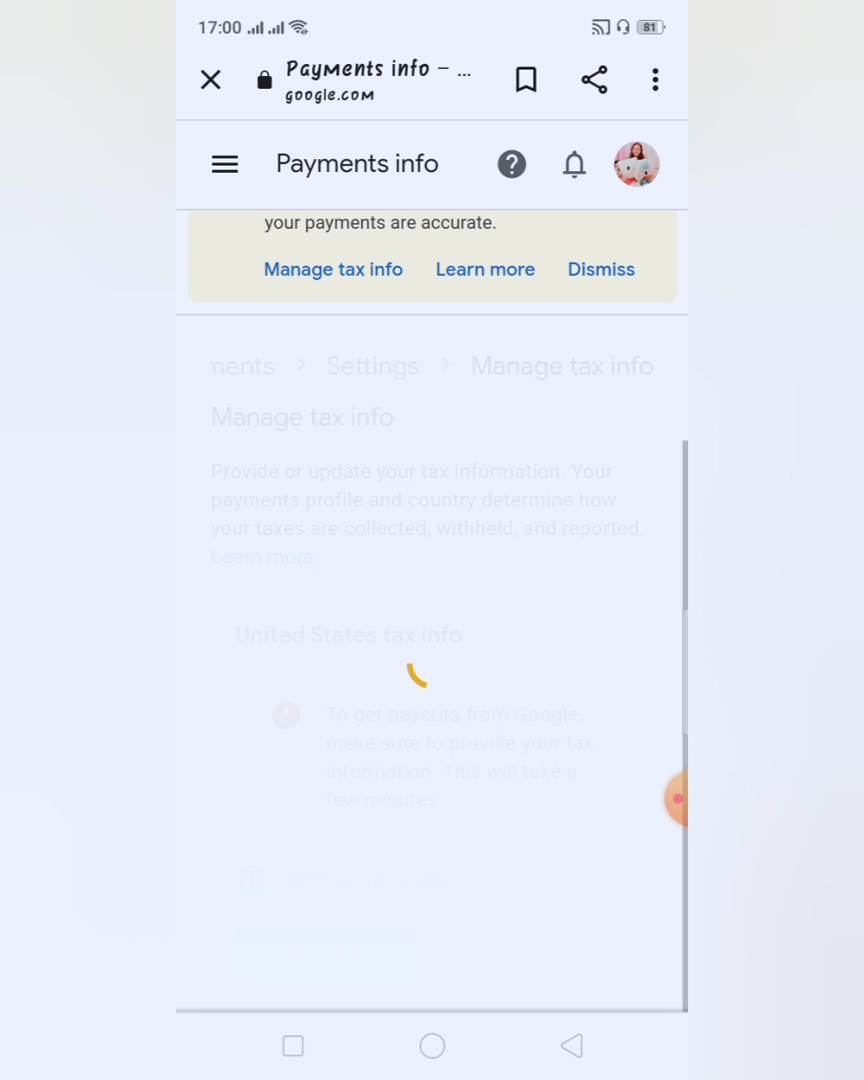 17:00
81
Payments info – ...
google.com
Payments info
your payments are accurate.
Manage tax info Learn more Dismiss
nents > Settings > Manage tax info
Manage tax info
Provide or update your tax information. Your
payments profile and country determine how
your taxes are collected, withheld, and reported.
Learn more
United States tax info
To get payouts from Google,
make sure to provide your tax
information. This will take a
few minutes.